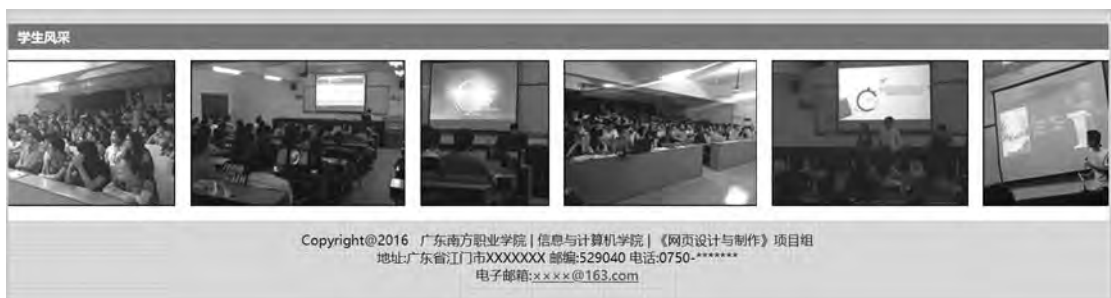 学生风采
Copyright@2016 广东南方职业学院 | 信息与计算机学院 | 《网页设计与制作》项目组
地址:广东省江门市XXXXXXX 邮编:529040 电话:0750-*******
电子邮箱:××××@163.com